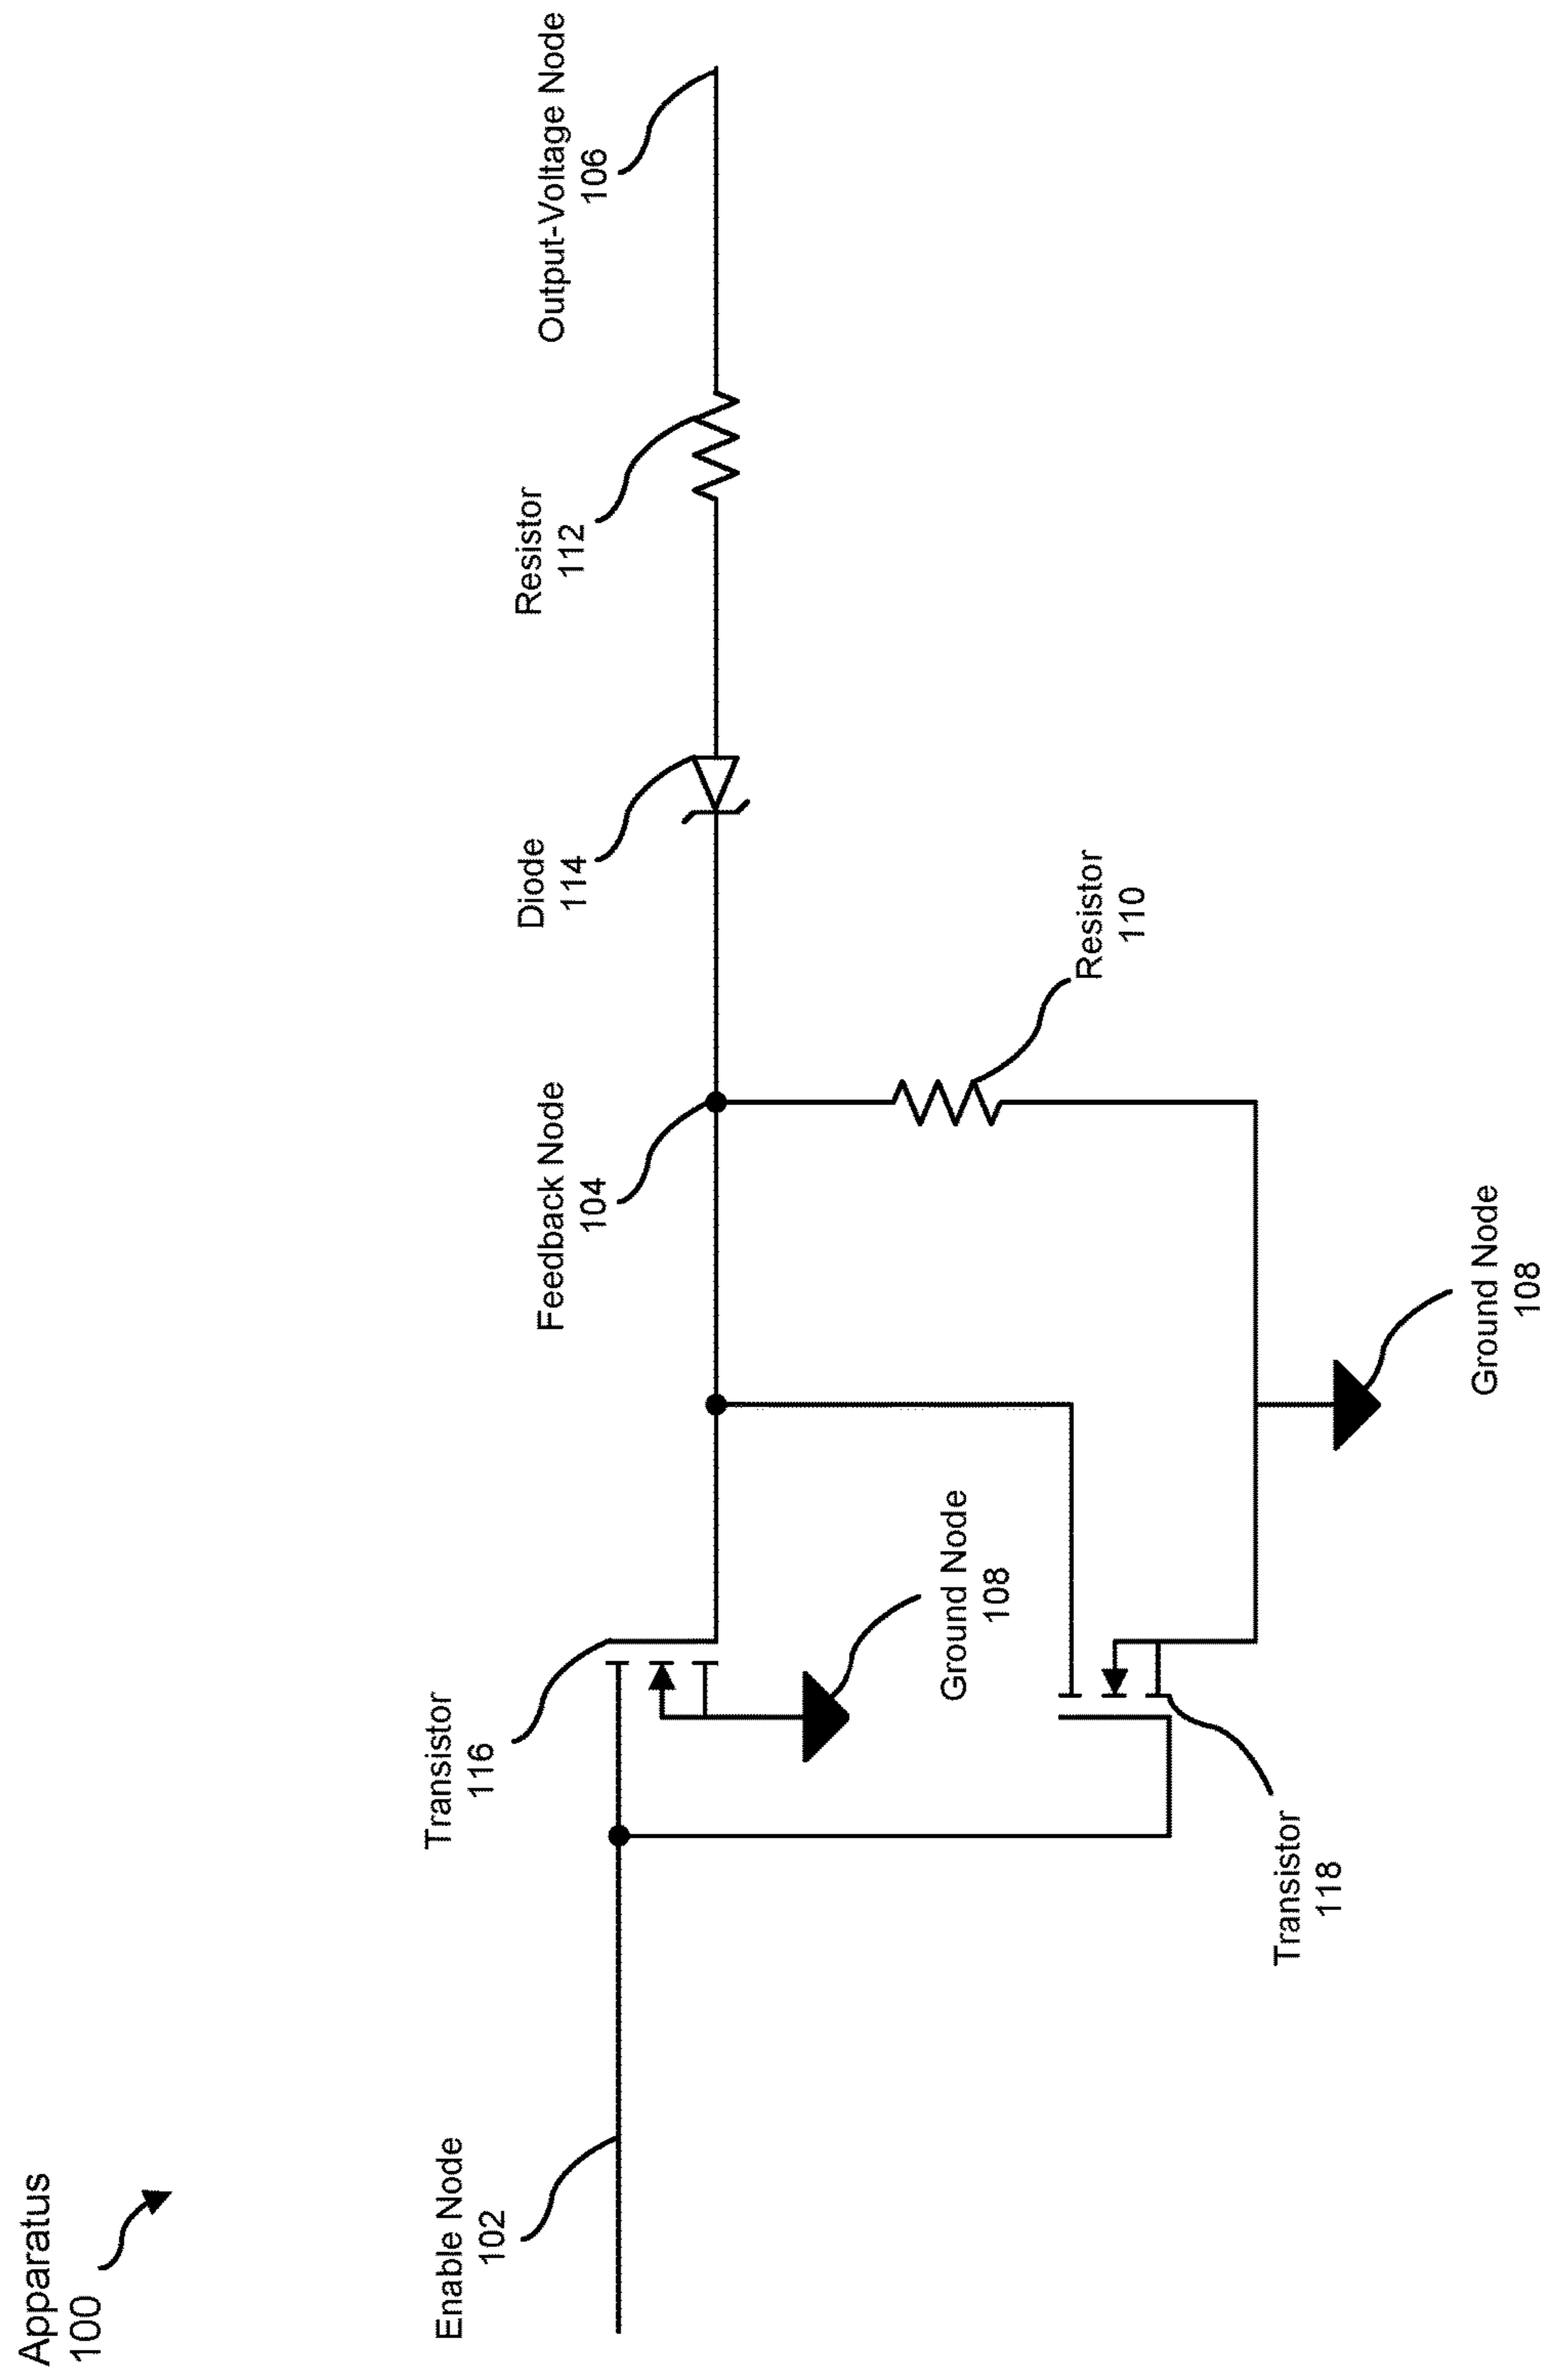 Apparatus
100
Enable Node
102
Transistor
116
Feedback Node
104
Diode
114
Resistor
112
Output-Voltage Node
106
Ground Node
108
Resistor
110
Transistor
118
Ground Node
108